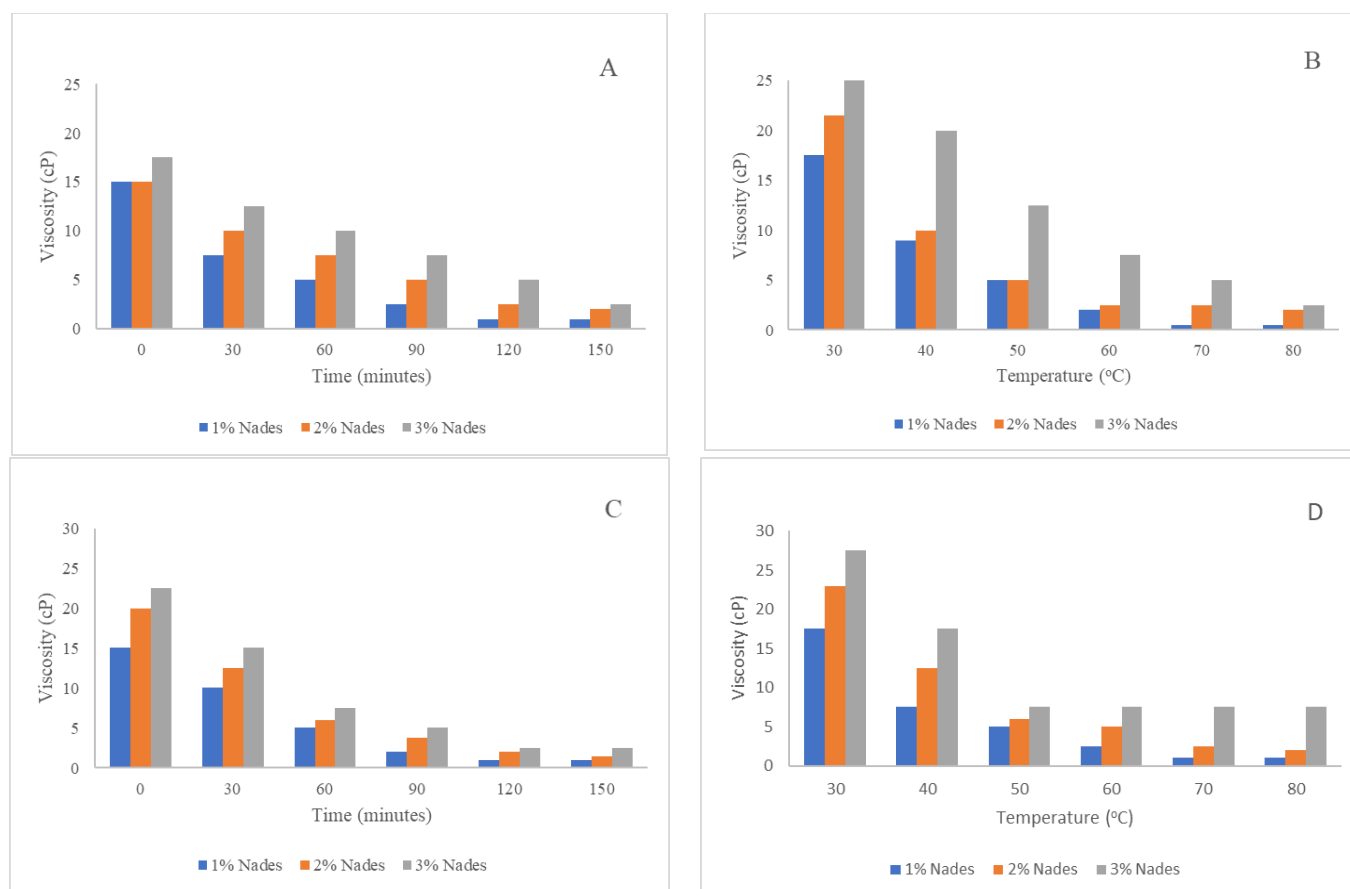 A
25
20
15
10
5
0
Viscosity (cP)
0 30 60 90 120 150
Time (minutes)
1% Nades 2% Nades 3% Nades
B
25
20
15
10
5
0
Viscosity (cP)
30 40 50 60 70 80
Temperature (°C)
1% Nades 2% Nades 3% Nades
C
30
25
20
15
10
5
0
Viscosity (cP)
0 30 60 90 120 150
Time (minutes)
1% Nades 2% Nades 3% Nades
D
30
25
20
15
10
5
0
Viscosity (cP)
30 40 50 60 70 80
Temperature (°C)
1% Nades 2% Nades 3% Nades